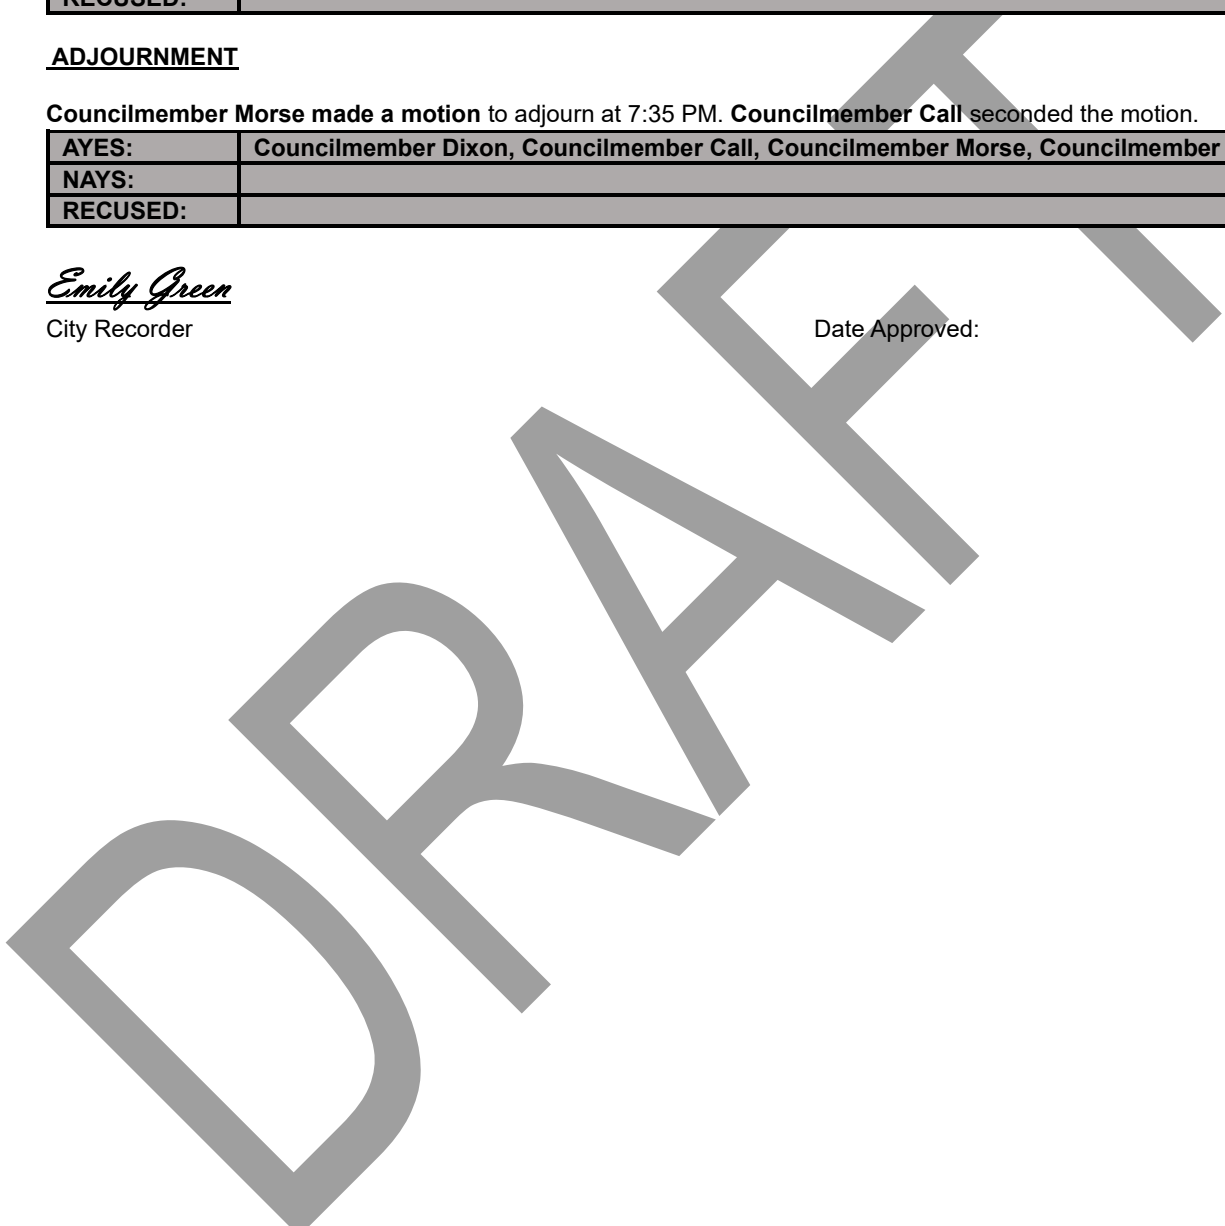 RECUSED:
ADJOURNMENT
Councilmember Morse made a motion to adjourn at 7:35 PM. Councilmember Call seconded the motion.
AYES: Councilmember Dixon, Councilmember Call, Councilmember Morse, Councilmember
NAYS:
RECUSED:
Emily Green
City Recorder Date Approved:
DRAFT